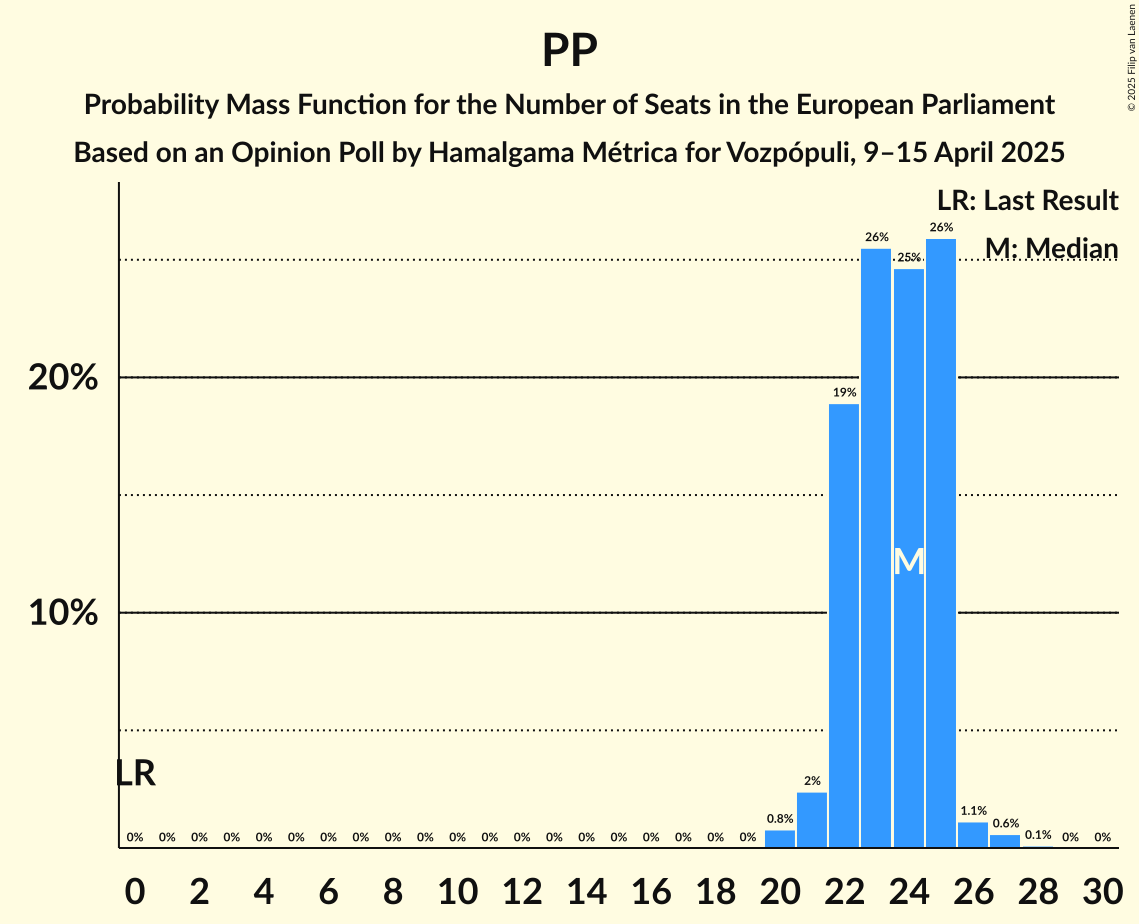 PP
Probability Mass Function for the Number of Seats in the European Parliament
Based on an Opinion Poll by Hamalgama Métrica for Vozpópuli, 9–15 April 2025
© 2025 Filip van Laenen
LR: Last Result
M: Median
20%
10%
LR
M
0% 0% 0% 0% 0% 0% 0% 0% 0% 0% 0% 0% 0% 0% 0% 0% 0% 0% 0% 0% 0.8% 2% 19% 26% 25% 26% 1.1% 0.6% 0.1% 0% 0%
0 2 4 6 8 10 12 14 16 18 20 22 24 26 28 30